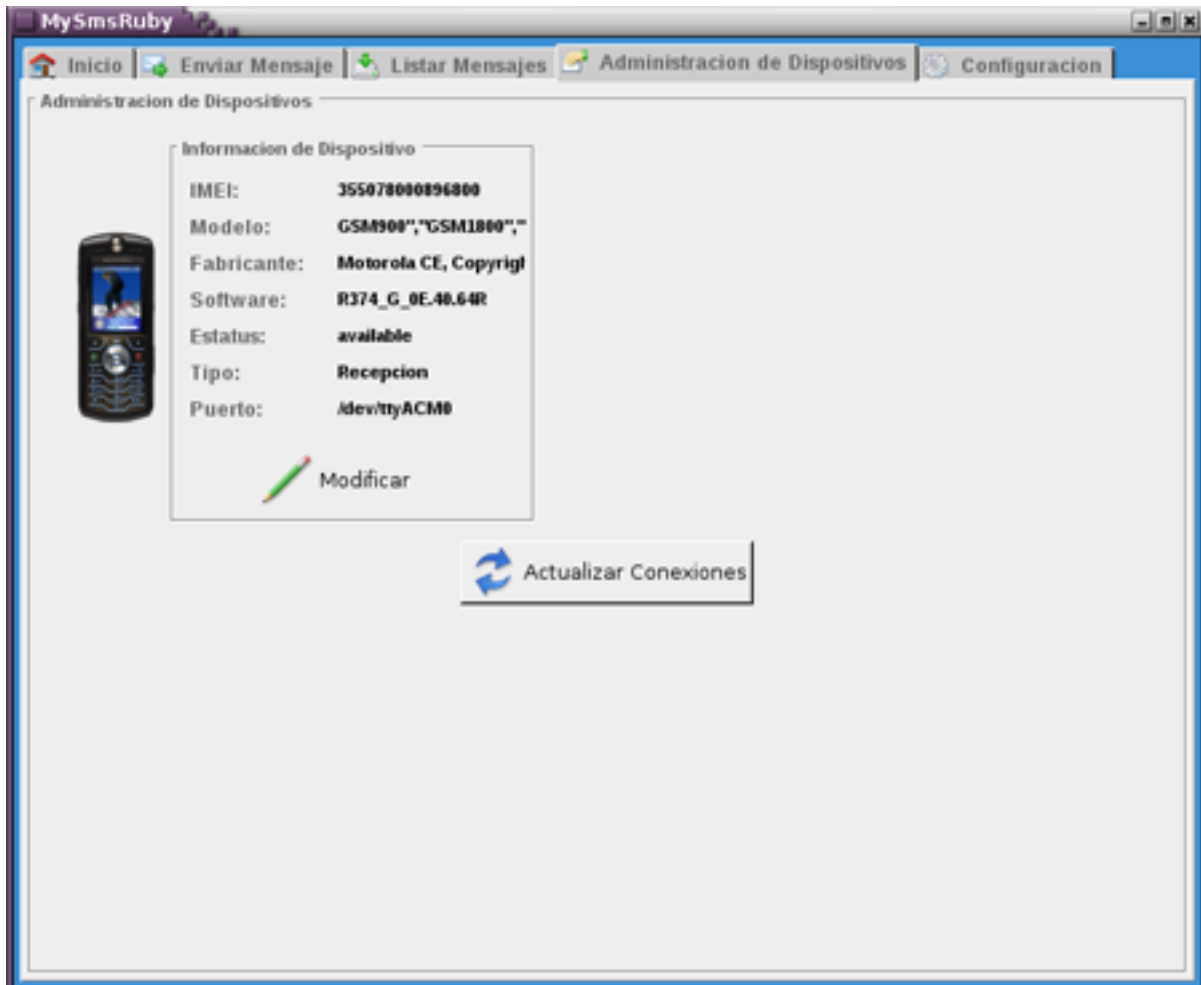 MySmsRuby
Inicio Enviar Mensaje Listar Mensajes Administracion de Dispositivos Configuracion
Administracion de Dispositivos
Informacion de Dispositivo
IMEI: 355078000896800
Modelo: GSM900","GSM1800","
Fabricante: Motorola CE, Copyrigh
Software: R374_G_0E.40.64R
Estatus: available
Tipo: Recepcion
Puerto: /dev/ttyACM0
Modificar
Actualizar Conexiones